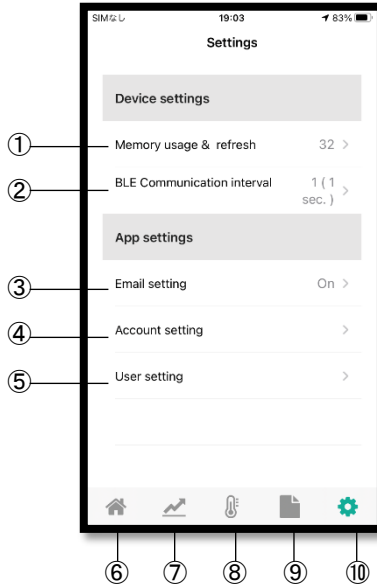 SIMなし 19:03 83%
Settings
Device settings
① Memory usage & refresh 32 >
② BLE Communication interval 1 ( 1
sec. ) >
App settings
③ Email setting On >
④ Account setting >
⑤ User setting >
⑥ ⑦ ⑧ ⑨ ⑩